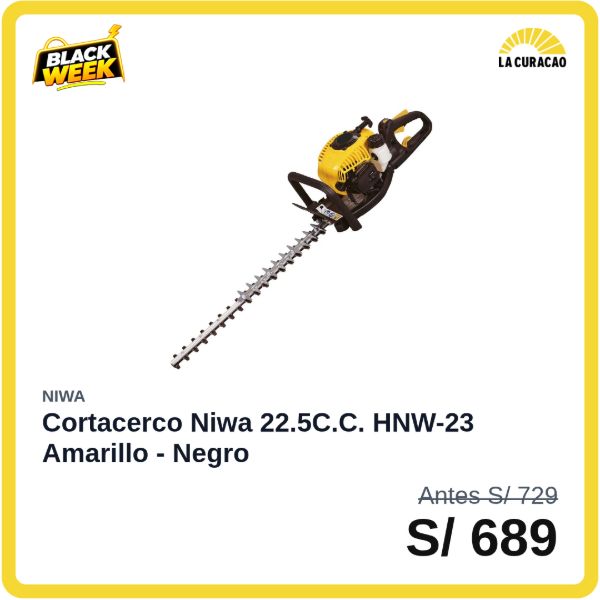 BLACK
WEEK
LA CURACAO
NIWA
Cortacerco Niwa 22.5C.C. HNW-23
Amarillo - Negro
Antes S/ 729
S/ 689